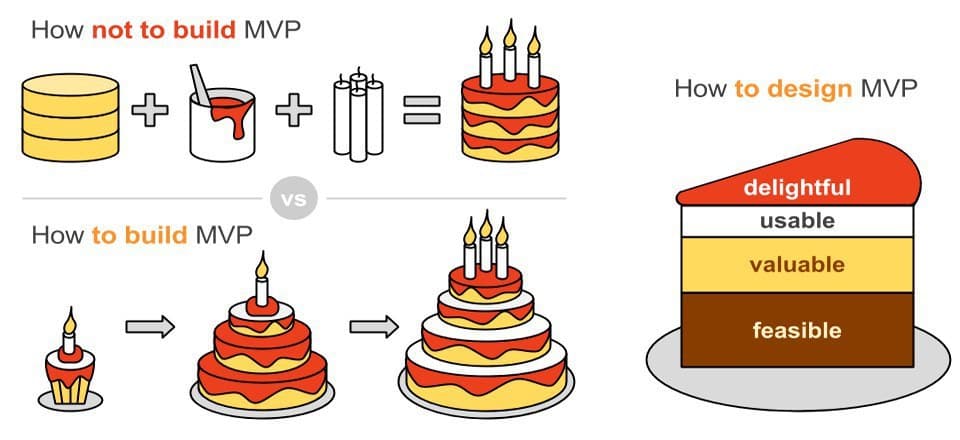 How not to build MVP
vs
How to build MVP
How to design MVP
delightful
usable
valuable
feasible